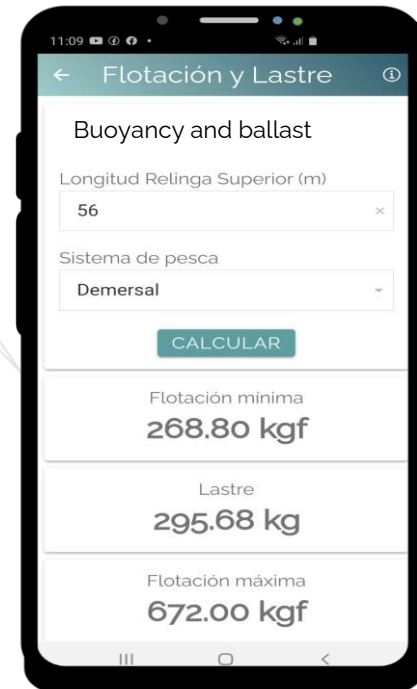 11:09
Flotación y Lastre
Buoyancy and ballast
Longitud Relinga Superior (m)
56
Sistema de pesca
Demersal
CALCULAR
Flotación mínima
268.80 kgf
Lastre
295.68 kg
Flotación máxima
672.00 kgf